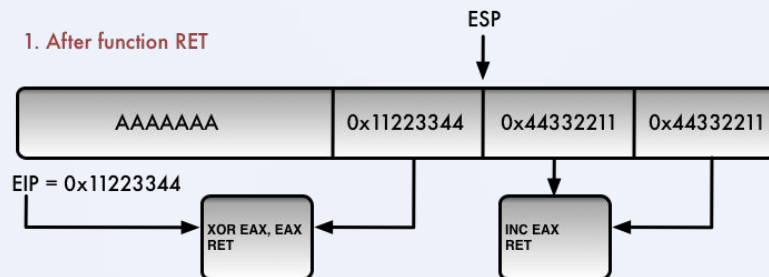 ESP
1. After function RET
AAAAAAA
0x11223344
0x44332211
0x44332211
EIP = 0x11223344
XOR EAX, EAX
RET
INC EAX
RET